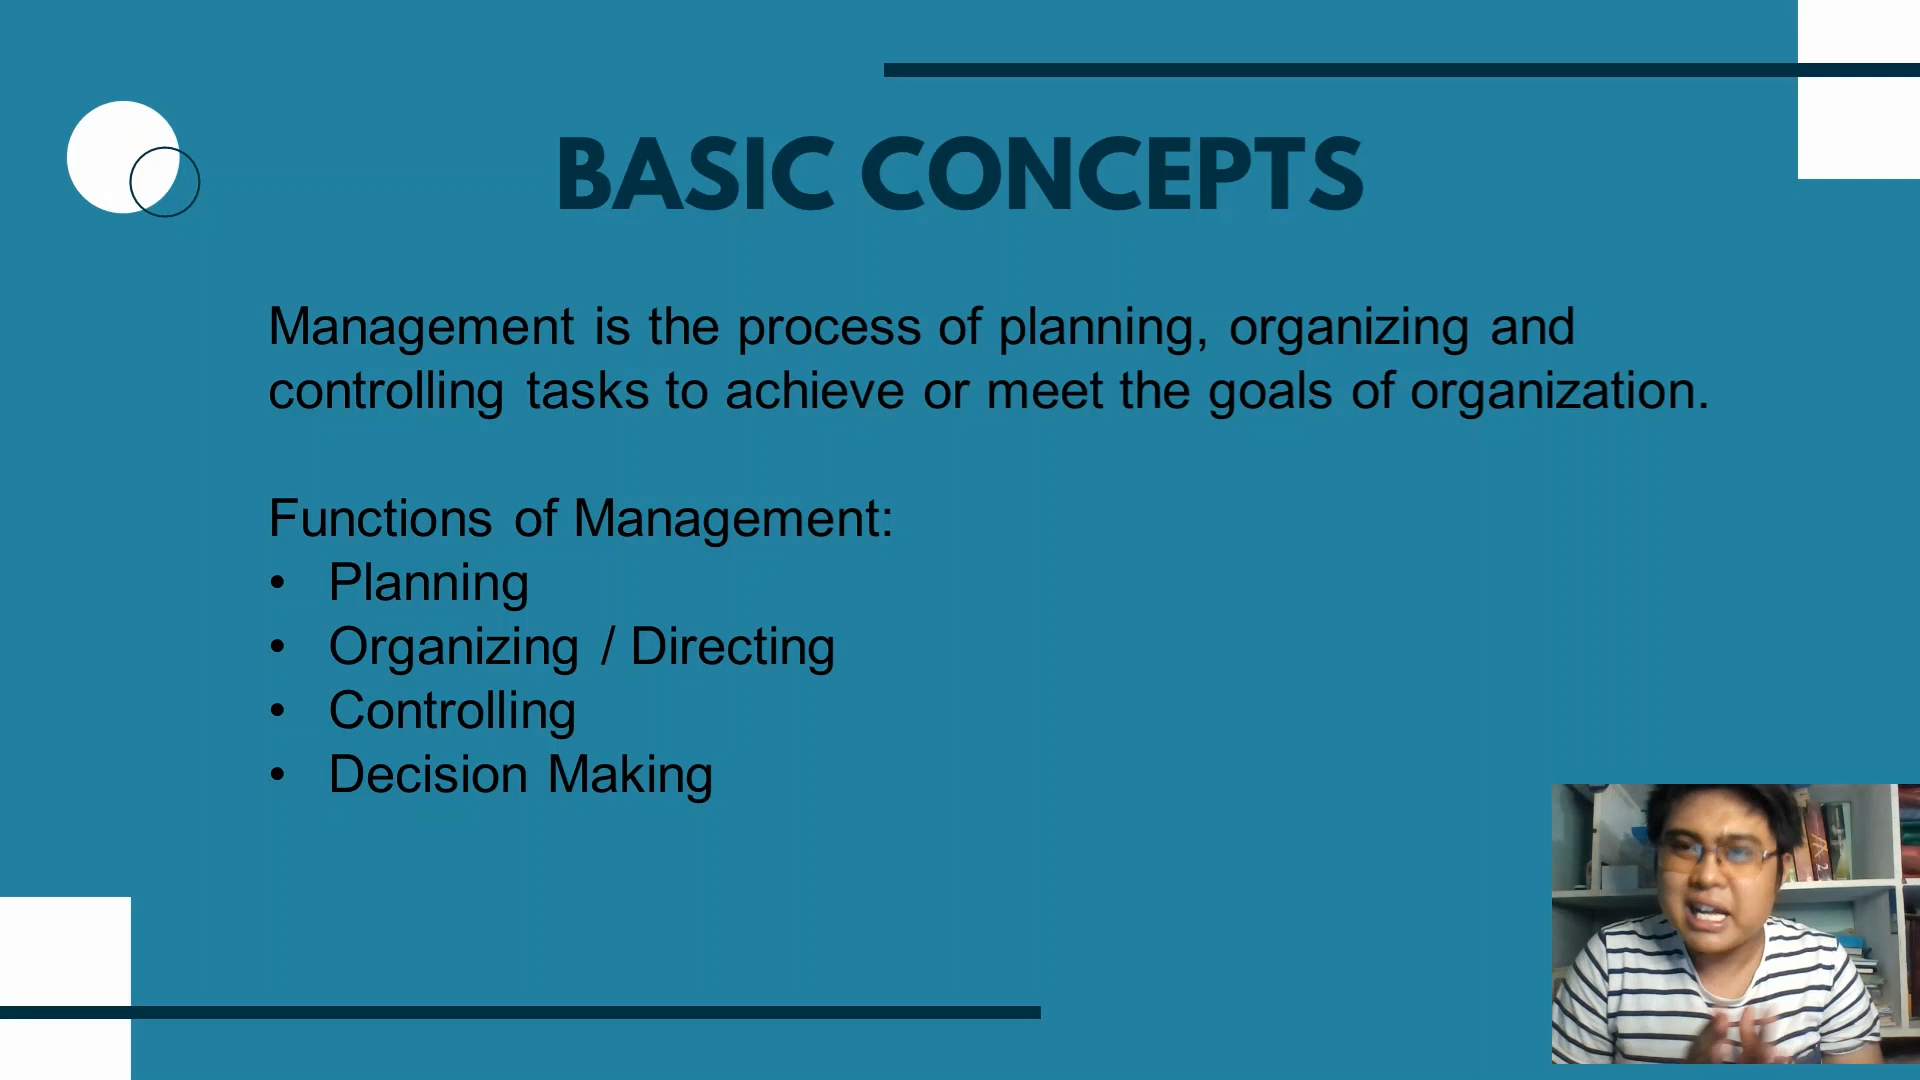 BASIC CONCEPTS
Management is the process of planning, organizing and
controlling tasks to achieve or meet the goals of organization.
Functions of Management:
• Planning
• Organizing / Directing
• Controlling
• Decision Making